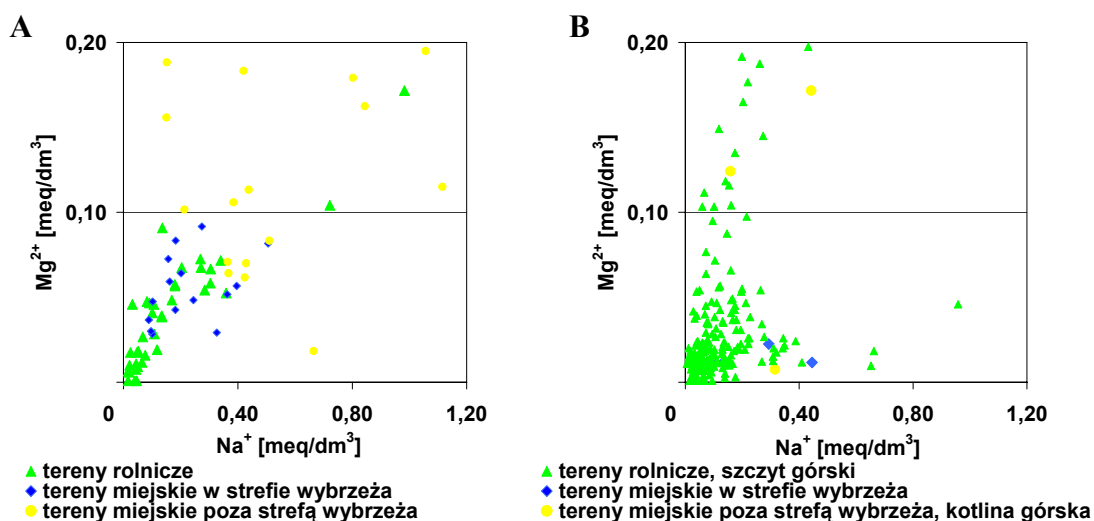 A
0,20
0,10
0
0,40
0,80
1,20
Mg²⁺ [meq/dm³]
Na⁺ [meq/dm³]
tereny rolnicze
tereny miejskie w strefie wybrzeża
tereny miejskie poza strefą wybrzeża
B
0,20
0,10
0
0,40
0,80
1,20
Mg²⁺ [meq/dm³]
Na⁺ [meq/dm³]
tereny rolnicze, szczyt górski
tereny miejskie w strefie wybrzeża
tereny miejskie poza strefą wybrzeża, kotlina górska